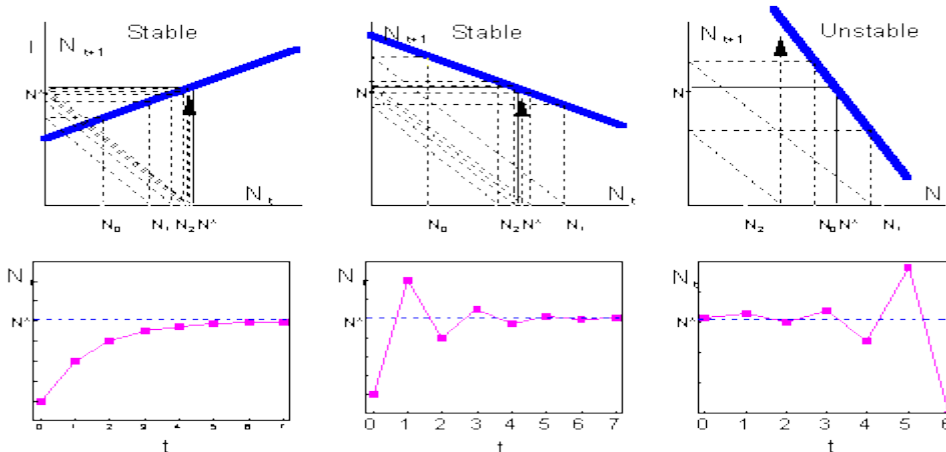 N t+1 Stable
N t+1 Stable
N t+1 Unstable
N^
N
N
N t
N t
N
N₀ N₁ N₂ N^
N₀ N₂ N^ N₁
N₂ N₀ N^ N₁
N t
N
N t
N^
N^
N^
0 1 2 3 4 5 6 7
0 1 2 3 4 5 6 7
0 1 2 3 4 5 6
t
t
t